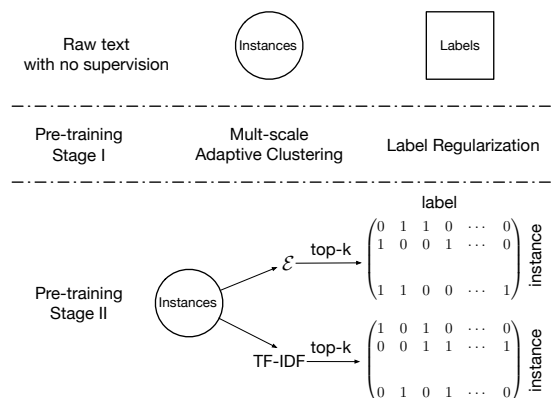 Raw text
with no supervision
Instances
Labels
Pre-training
Stage I
Mult-scale
Adaptive Clustering
Label Regularization
label
Pre-training
Stage II
Instances
ℰ
top-k
0 1 1 0 ⋯ 0
1 0 0 1 ⋯ 0
1 1 0 0 ⋯ 1
instance
TF-IDF
top-k
1 0 1 0 ⋯ 0
0 0 1 1 ⋯ 1
0 1 0 1 ⋯ 0
instance